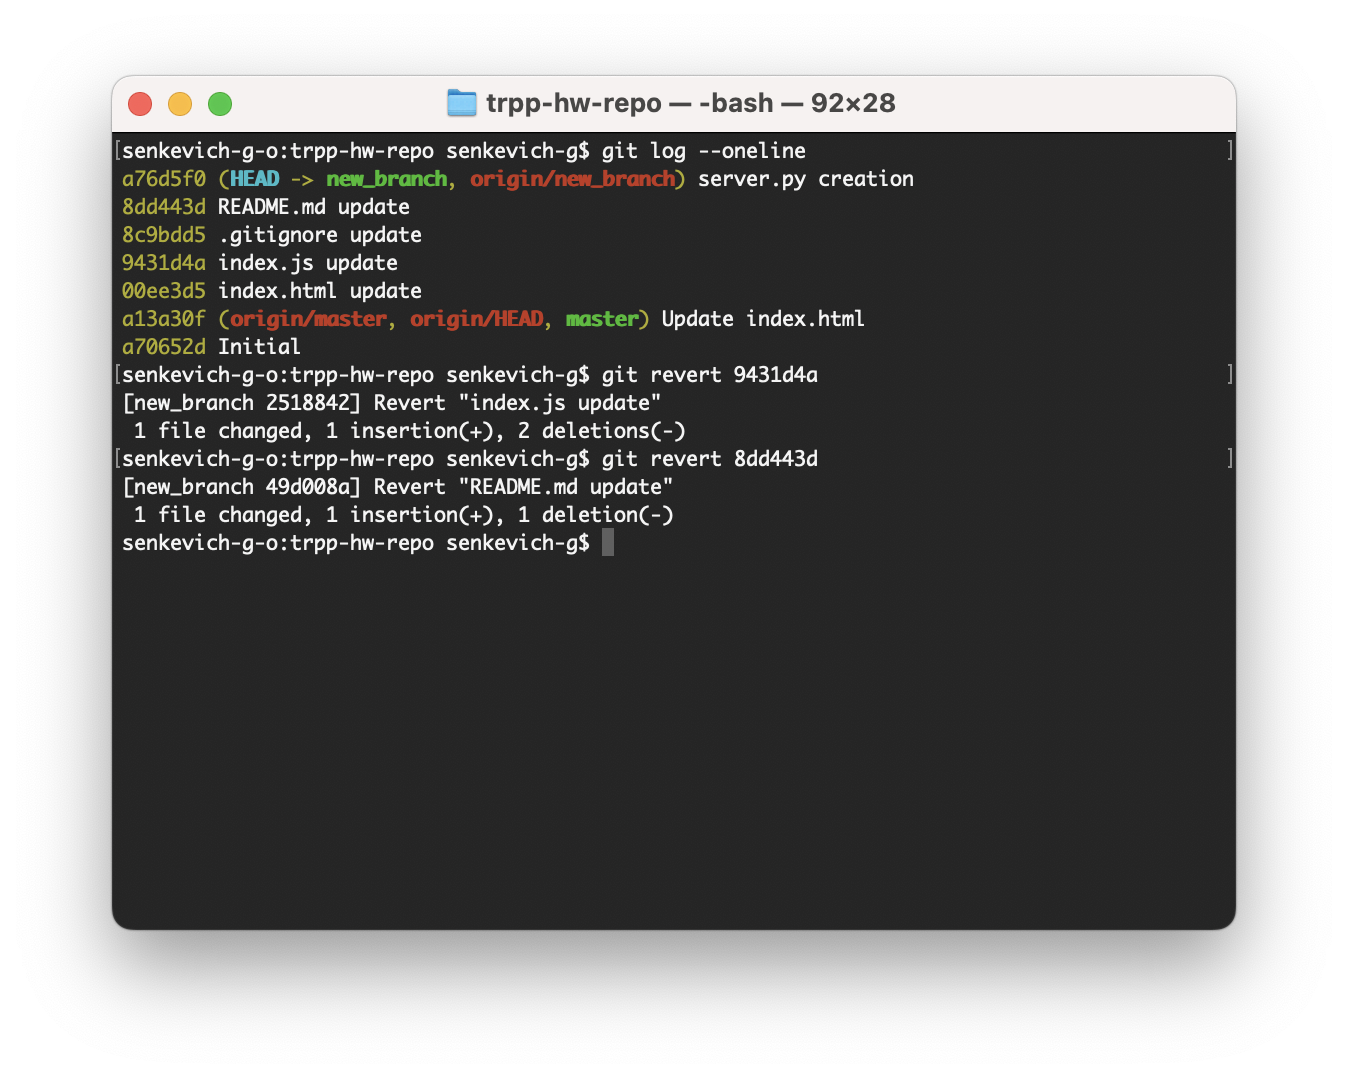 trpp-hw-repo — -bash — 92×28
[senkevich-g-o:trpp-hw-repo senkevich-g$ git log --oneline ]
a76d5f0 (HEAD -> new_branch, origin/new_branch) server.py creation
8dd443d README.md update
8c9bdd5 .gitignore update
9431d4a index.js update
00ee3d5 index.html update
a13a30f (origin/master, origin/HEAD, master) Update index.html
a70652d Initial
[senkevich-g-o:trpp-hw-repo senkevich-g$ git revert 9431d4a ]
[new_branch 2518842] Revert "index.js update"
1 file changed, 1 insertion(+), 2 deletions(-)
[senkevich-g-o:trpp-hw-repo senkevich-g$ git revert 8dd443d ]
[new_branch 49d008a] Revert "README.md update"
1 file changed, 1 insertion(+), 1 deletion(-)
senkevich-g-o:trpp-hw-repo senkevich-g$